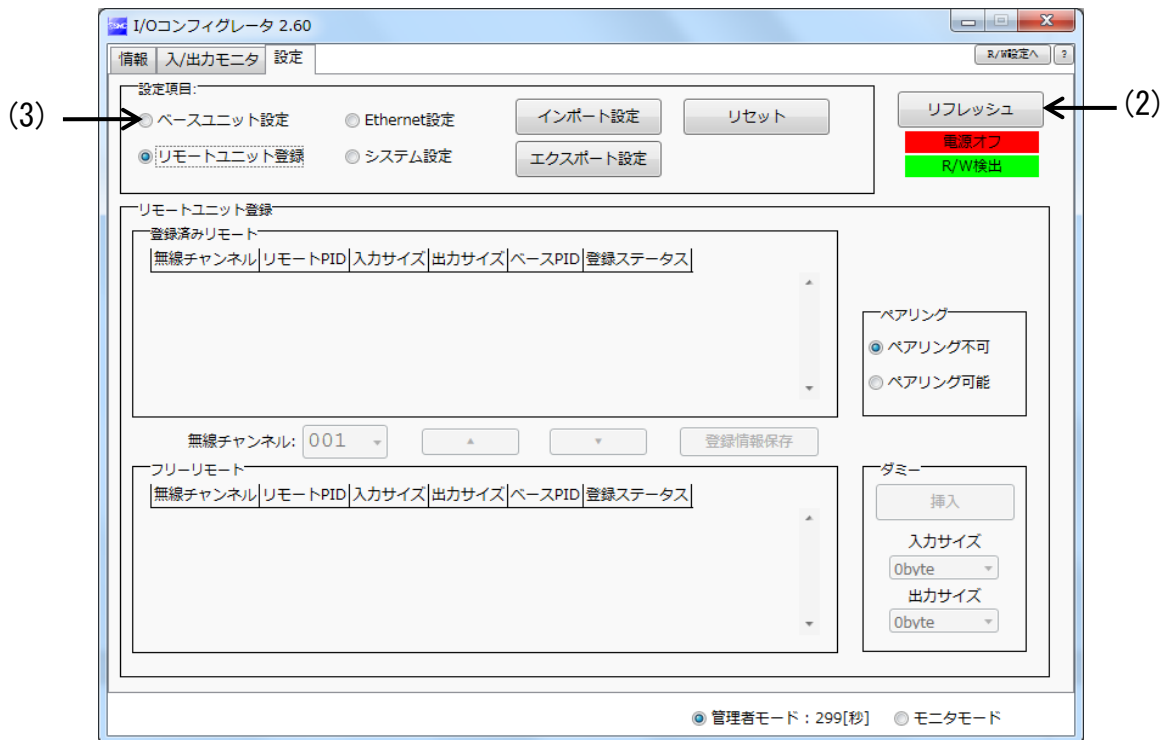 I/Oコンフィグレータ 2.60
情報 入/出力モニタ 設定 R/W設定へ ?
設定項目:
(3) ベースユニット設定 Ethernet設定 インポート設定 リセット リフレッシュ (2)
電源オフ
リモートユニット登録 システム設定 エクスポート設定 R/W検出
リモートユニット登録
登録済みリモート
無線チャンネル リモートPID 入力サイズ 出力サイズ ベースPID 登録ステータス
ペアリング
ペアリング不可
ペアリング可能
無線チャンネル: 001 ▲ ▼ 登録情報保存
フリーリモート ダミー
無線チャンネル リモートPID 入力サイズ 出力サイズ ベースPID 登録ステータス
挿入
入力サイズ
0byte
出力サイズ
0byte
管理者モード : 299[秒] モニタモード